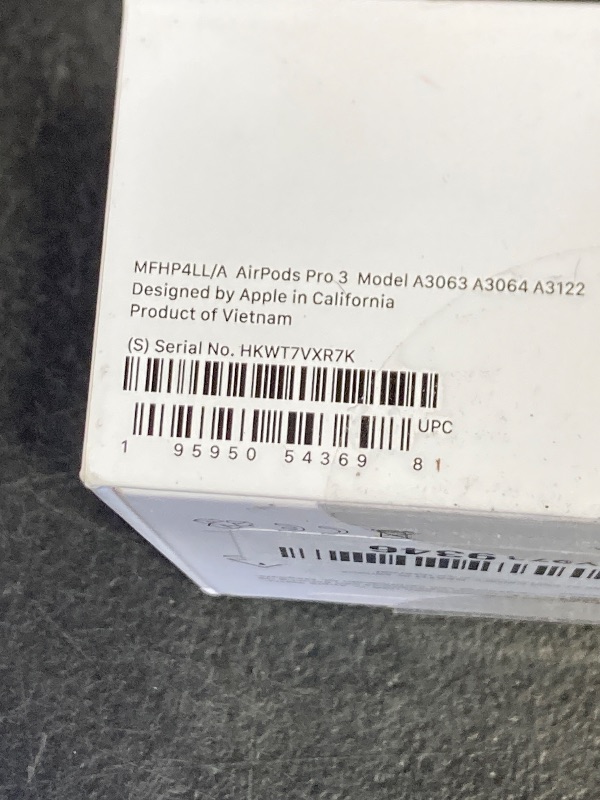 MFHP4LL/A AirPods Pro 3 Model A3063 A3064 A3122
Designed by Apple in California
Product of Vietnam
(S) Serial No. HKWT7VXR7K
UPC
1 95950 54369 81